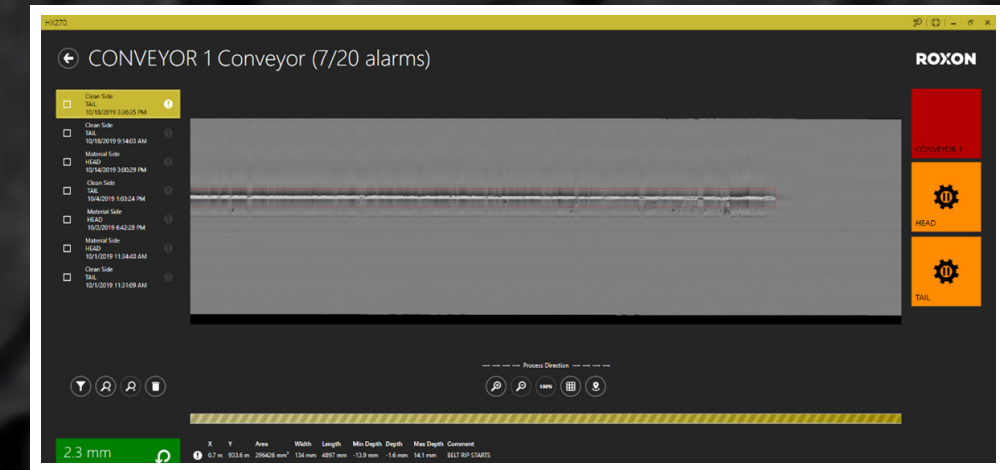 HX270
CONVEYOR 1 Conveyor (7/20 alarms)
ROXON
Clean Side
TAIL
10/18/2019 3:36:35 PM
Clean Side
TAIL
10/18/2019 9:14:03 AM
Material Side
HEAD
10/14/2019 3:00:29 PM
Clean Side
TAIL
10/4/2019 1:03:24 PM
Material Side
HEAD
10/2/2019 6:42:28 PM
Material Side
HEAD
10/1/2019 11:34:40 AM
Clean Side
TAIL
10/1/2019 11:31:09 AM
CONVEYOR 1
HEAD
TAIL
Process Direction
100%
2.3 mm
X Y Area Width Length Min Depth Depth Max Depth Comment
0.7 m 933.6 m 296426 mm² 134 mm 4897 mm -13.9 mm -1.6 mm 14.1 mm BELT RIP STARTS